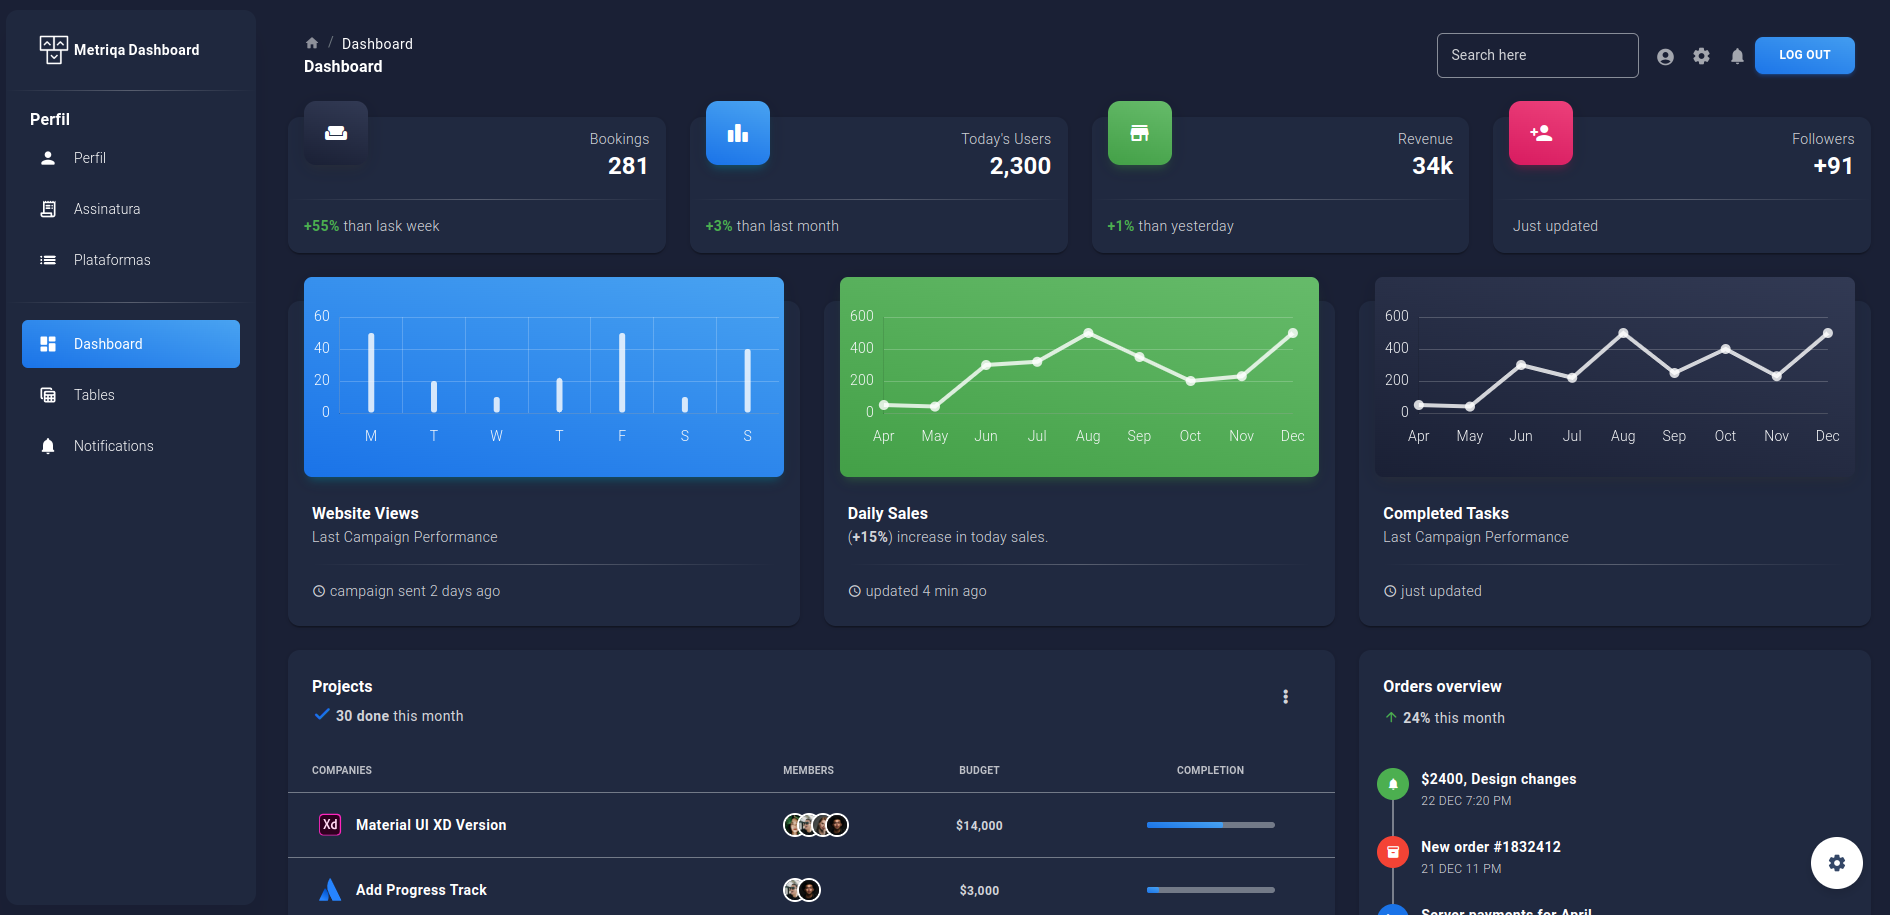 Metriqa Dashboard
Perfil
Perfil
Assinatura
Plataformas
Dashboard
Tables
Notifications
/ Dashboard
Dashboard
Search here
LOG OUT
Bookings
281
+55% than lask week
Today's Users
2,300
+3% than last month
Revenue
34k
+1% than yesterday
Followers
+91
Just updated
60
40
20
0
M T W T F S S
Website Views
Last Campaign Performance
campaign sent 2 days ago
600
400
200
0
Apr May Jun Jul Aug Sep Oct Nov Dec
Daily Sales
(+15%) increase in today sales.
updated 4 min ago
600
400
200
0
Apr May Jun Jul Aug Sep Oct Nov Dec
Completed Tasks
Last Campaign Performance
just updated
Projects
30 done this month
COMPANIES MEMBERS BUDGET COMPLETION
Xd Material UI XD Version $14,000
Add Progress Track $3,000
Orders overview
24% this month
$2400, Design changes
22 DEC 7:20 PM
New order #1832412
21 DEC 11 PM
Server payments for April